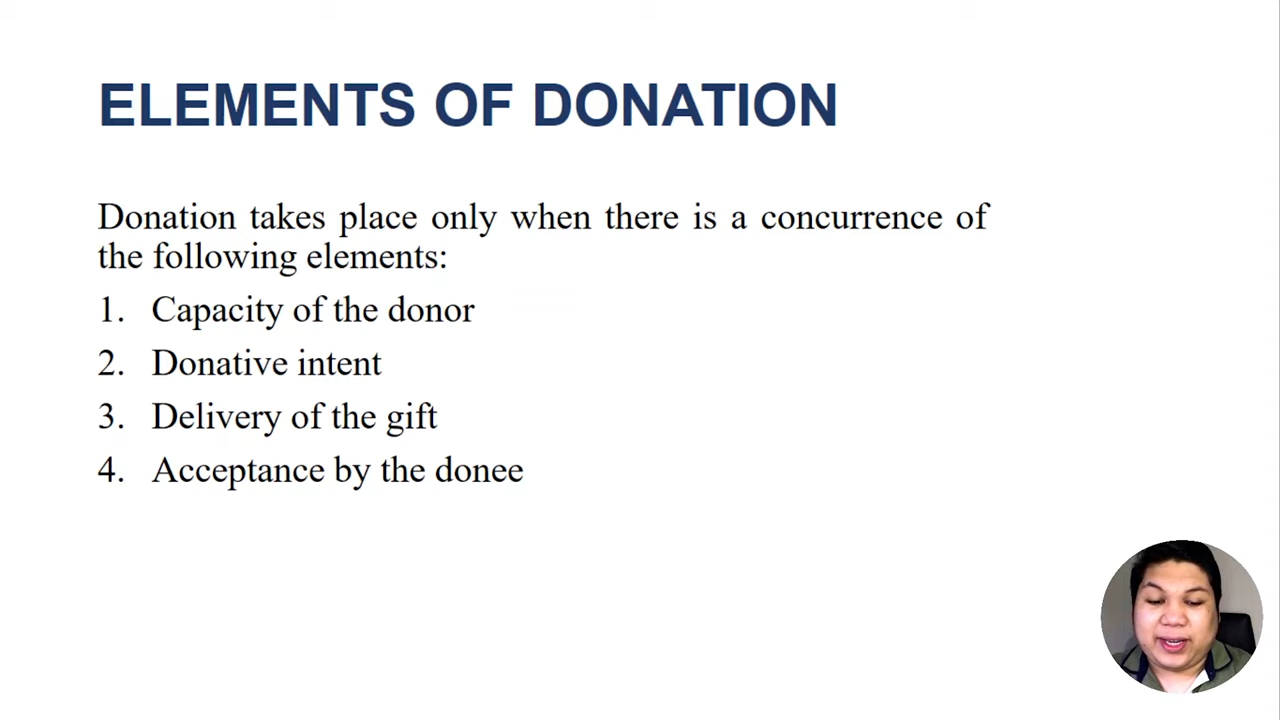 ELEMENTS OF DONATION
Donation takes place only when there is a concurrence of
the following elements:
1. Capacity of the donor
2. Donative intent
3. Delivery of the gift
4. Acceptance by the donee